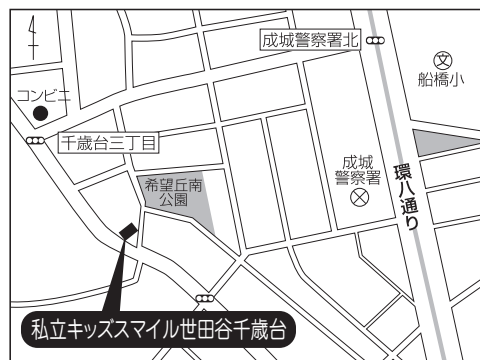 成城警察署北
文
船橋小
コンビニ
千歳台三丁目
希望丘南
公園
成城
警察署
環八通り
私立キッズスマイル世田谷千歳台